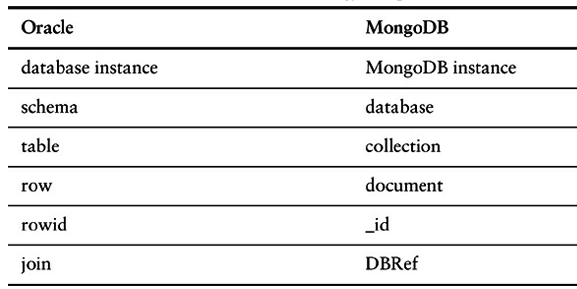 Oracle MongoDB
database instance MongoDB instance
schema database
table collection
row document
rowid _id
join DBRef